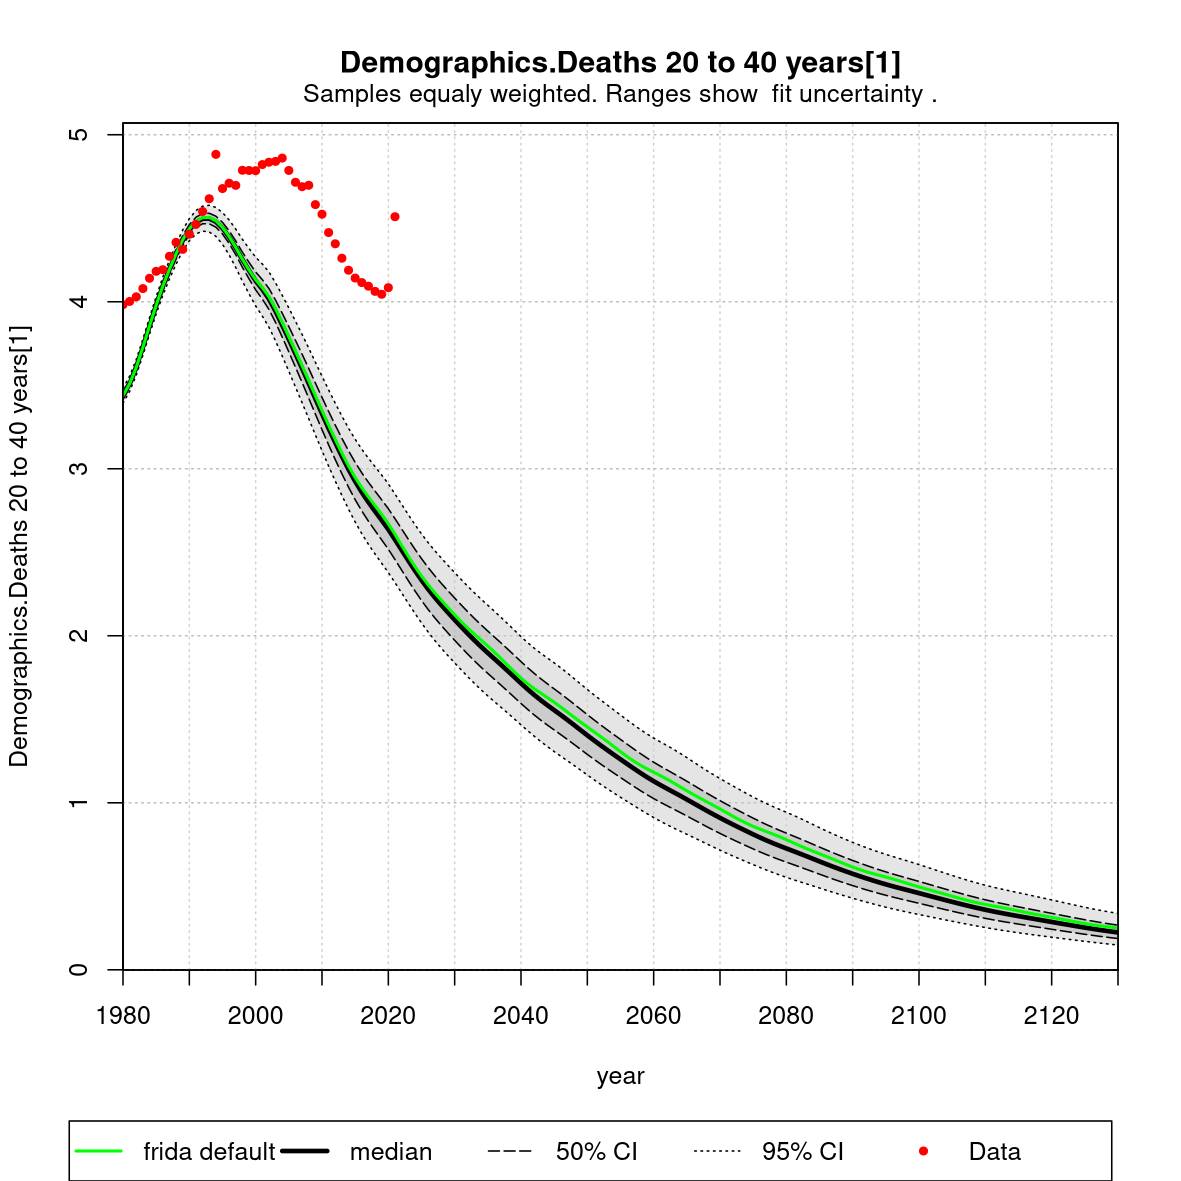 Demographics.Deaths 20 to 40 years[1]
Samples equaly weighted. Ranges show  fit uncertainty .
Demographics.Deaths 20 to 40 years[1]
5
4
3
2
1
0
1980 2000 2020 2040 2060 2080 2100 2120
year
frida default median 50% CI 95% CI Data